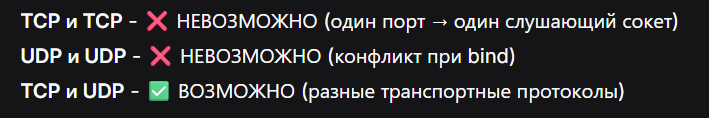 TCP и TCP - ❌ НЕВОЗМОЖНО (один порт → один слушающий сокет)
UDP и UDP - ❌ НЕВОЗМОЖНО (конфликт при bind)
TCP и UDP - ✅ ВОЗМОЖНО (разные транспортные протоколы)